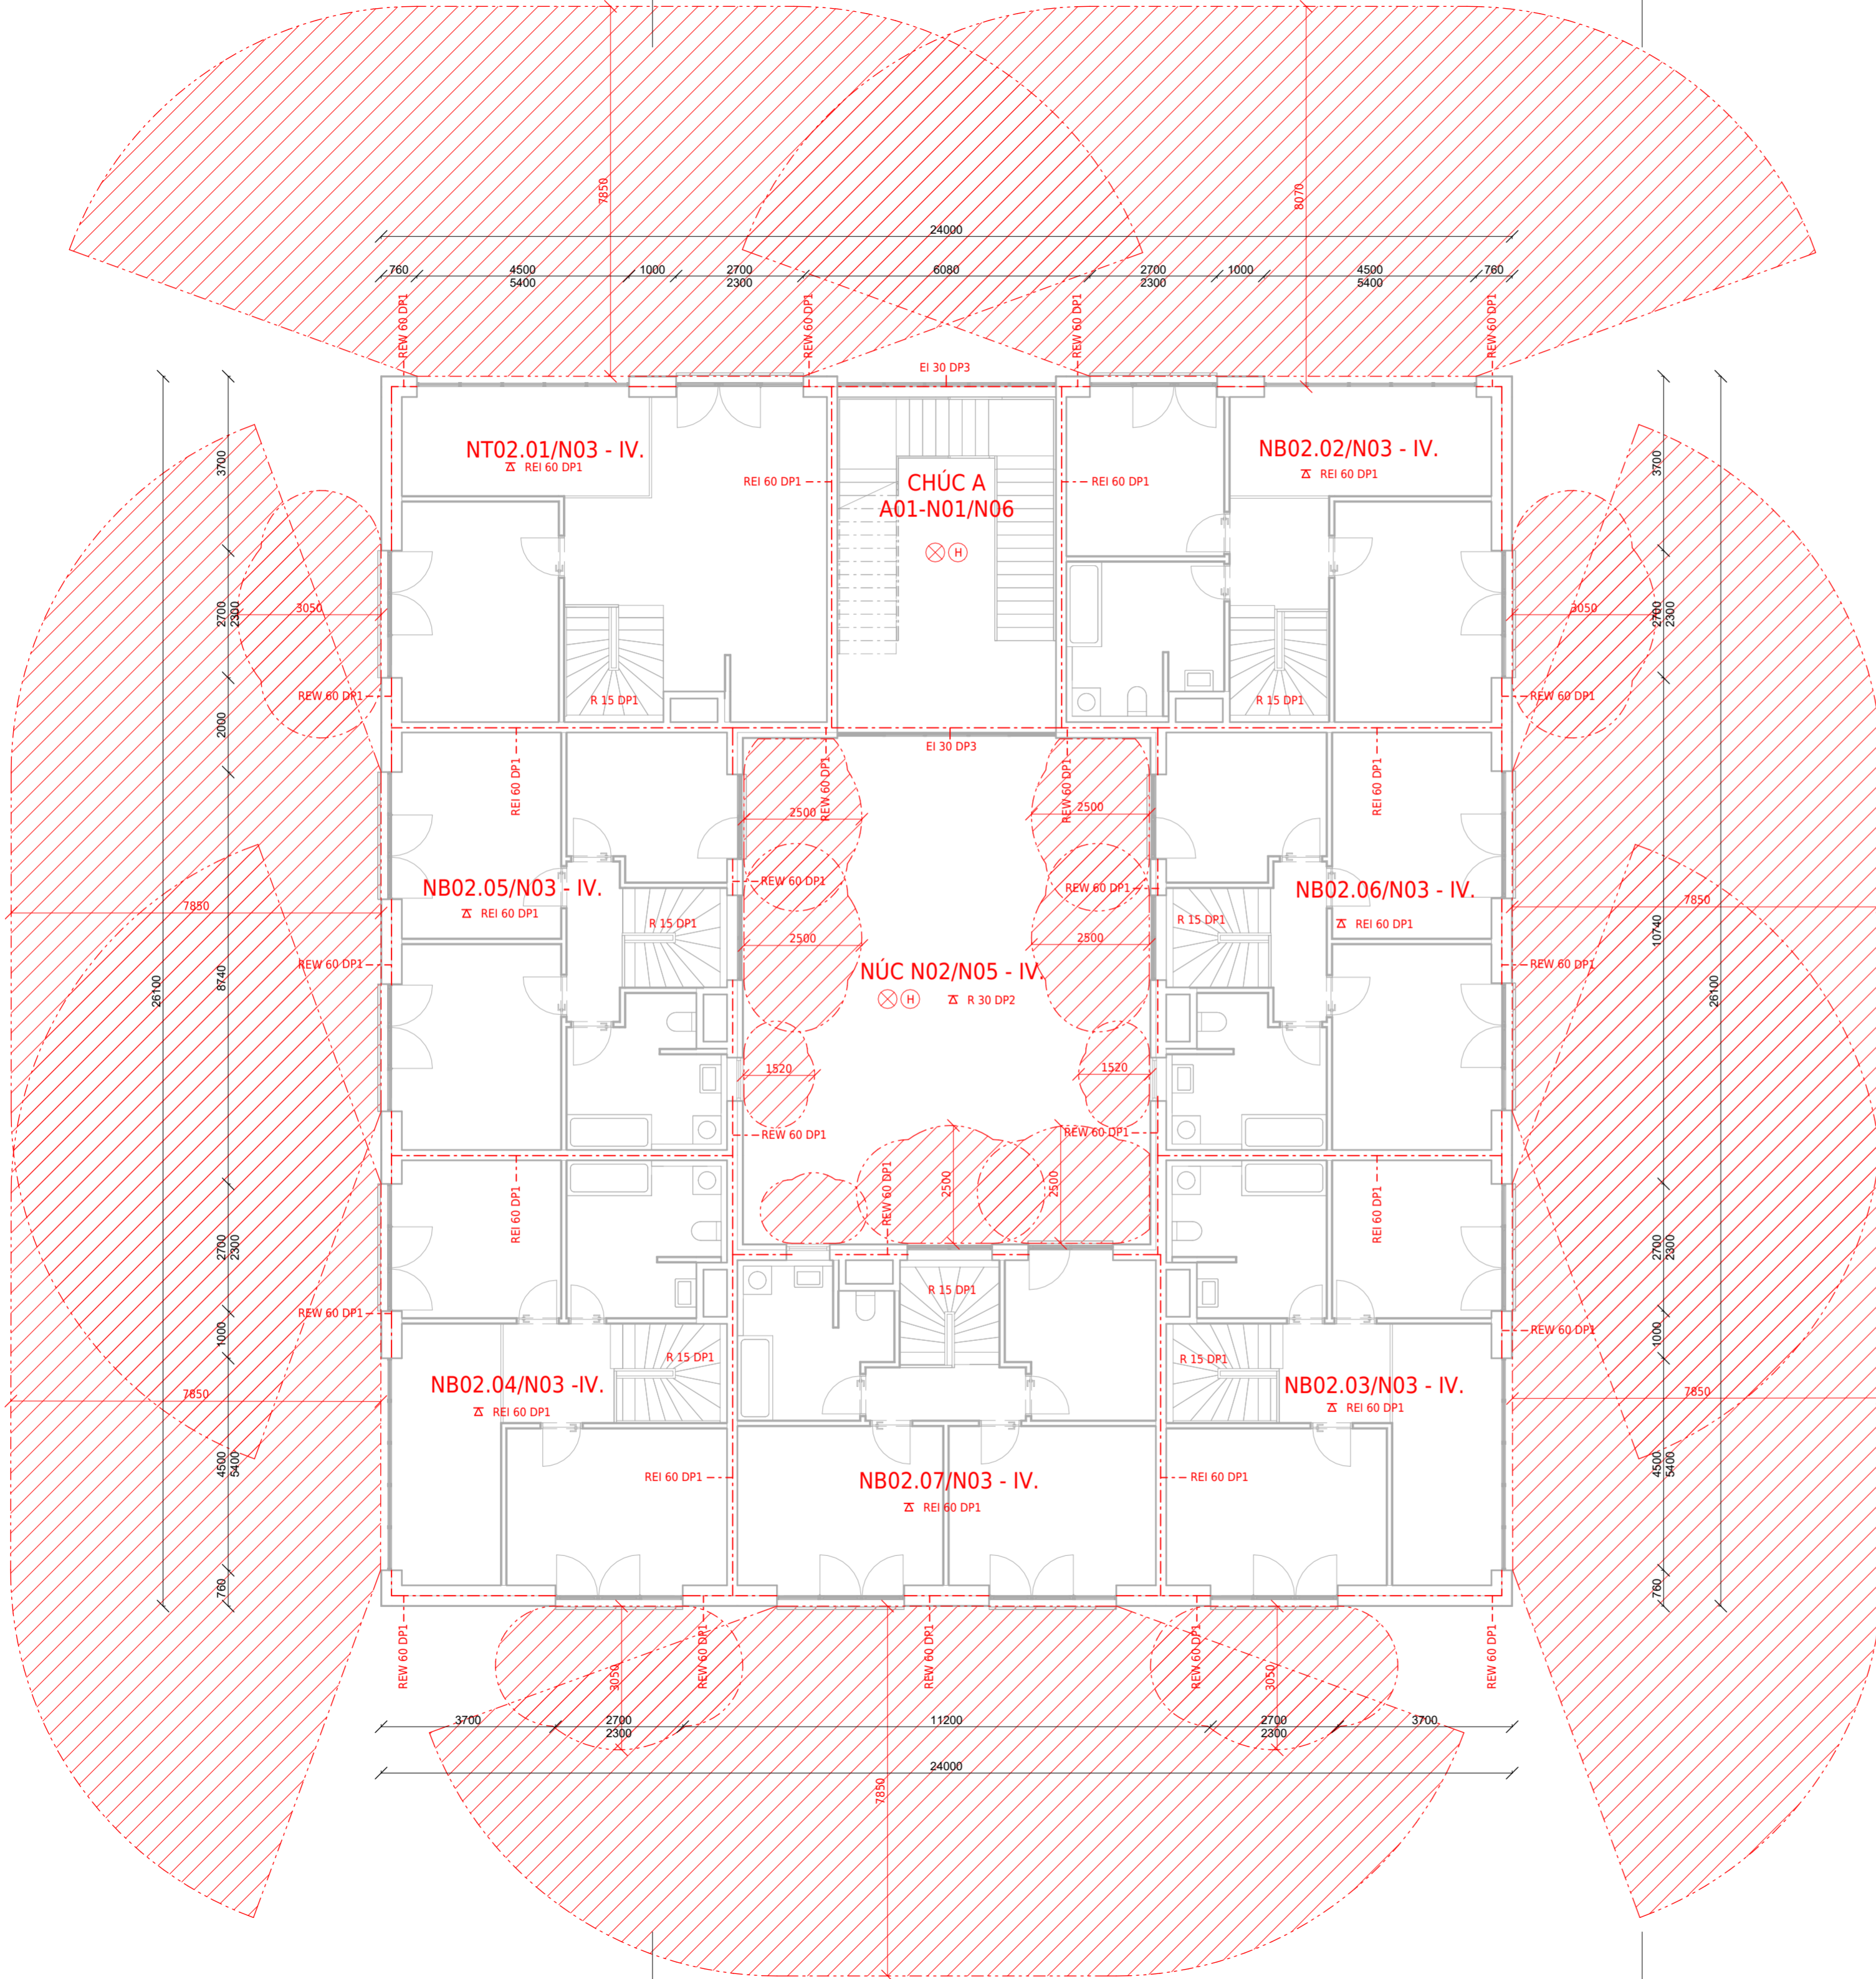 7850
8070
24000
760
4500
5400
1000
2700
2300
6080
2700
2300
1000
4500
5400
760
REW 60 DP1
REW 60 DP1
REW 60 DP1
REW 60 DP1
EI 30 DP3
NT02.01/N03 - IV.
REI 60 DP1
NB02.02/N03 - IV.
REI 60 DP1
REI 60 DP1
CHÚC A
A01-N01/N06
H
REI 60 DP1
3700
3700
2700
2300
3050
3050
2700
2300
REW 60 DP1
R 15 DP1
R 15 DP1
REW 60 DP1
2000
EI 30 DP3
REI 60 DP1
REW 60 DP1
REW 60 DP1
REI 60 DP1
2500
2500
REW 60 DP1
REW 60 DP1
NB02.05/N03 - IV.
REI 60 DP1
NB02.06/N03 - IV.
REI 60 DP1
7850
7850
R 15 DP1
R 15 DP1
2500
2500
10740
REW 60 DP1
8740
26100
NÚC N02/N05 - IV.
H
R 30 DP2
REW 60 DP1
26100
1520
1520
REW 60 DP1
REW 60 DP1
REI 60 DP1
REW 60 DP1
2500
2500
REI 60 DP1
2700
2300
2700
2300
REW 60 DP1
R 15 DP1
REW 60 DP1
1000
1000
R 15 DP1
R 15 DP1
NB02.04/N03 -IV.
REI 60 DP1
NB02.03/N03 - IV.
REI 60 DP1
7850
7850
4500
5400
4500
5400
REI 60 DP1
NB02.07/N03 - IV.
REI 60 DP1
REI 60 DP1
760
760
REW 60 DP1
3050
REW 60 DP1
REW 60 DP1
REW 60 DP1
3050
REW 60 DP1
3700
2700
2300
11200
2700
2300
3700
24000
7850